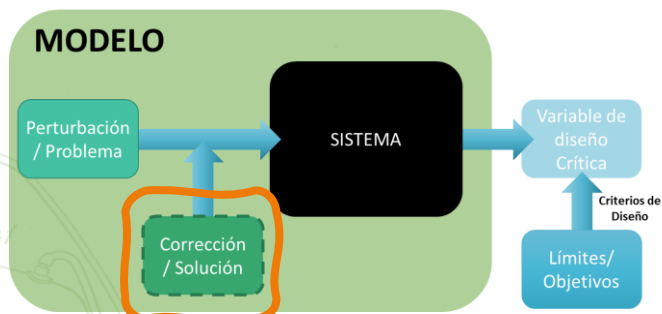 MODELO
Perturbación
/ Problema
SISTEMA
Variable de
diseño
Crítica
Criterios de
Diseño
Corrección
/ Solución
Límites/
Objetivos